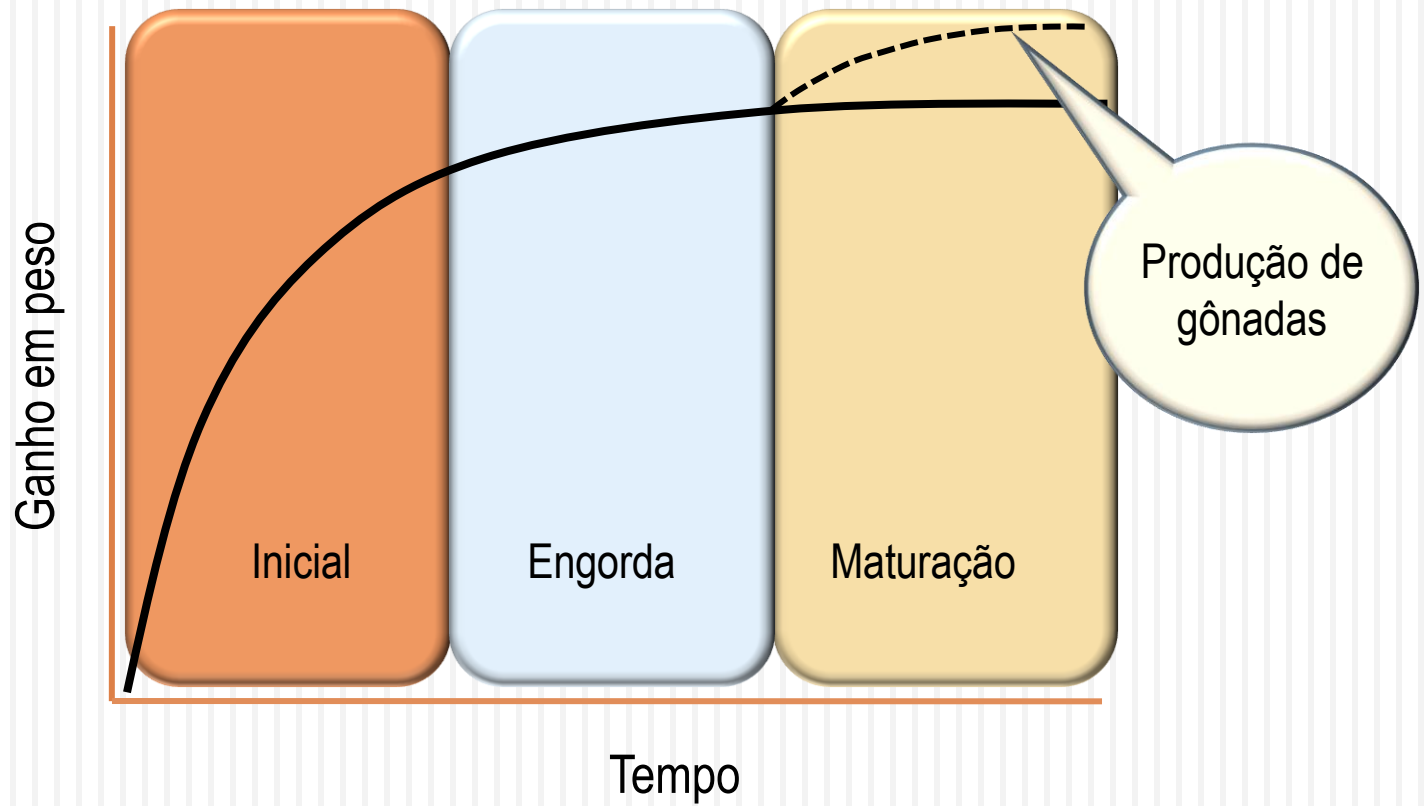 Ganho em peso
Inicial
Engorda
Maturação
Produção de
gônadas
Tempo